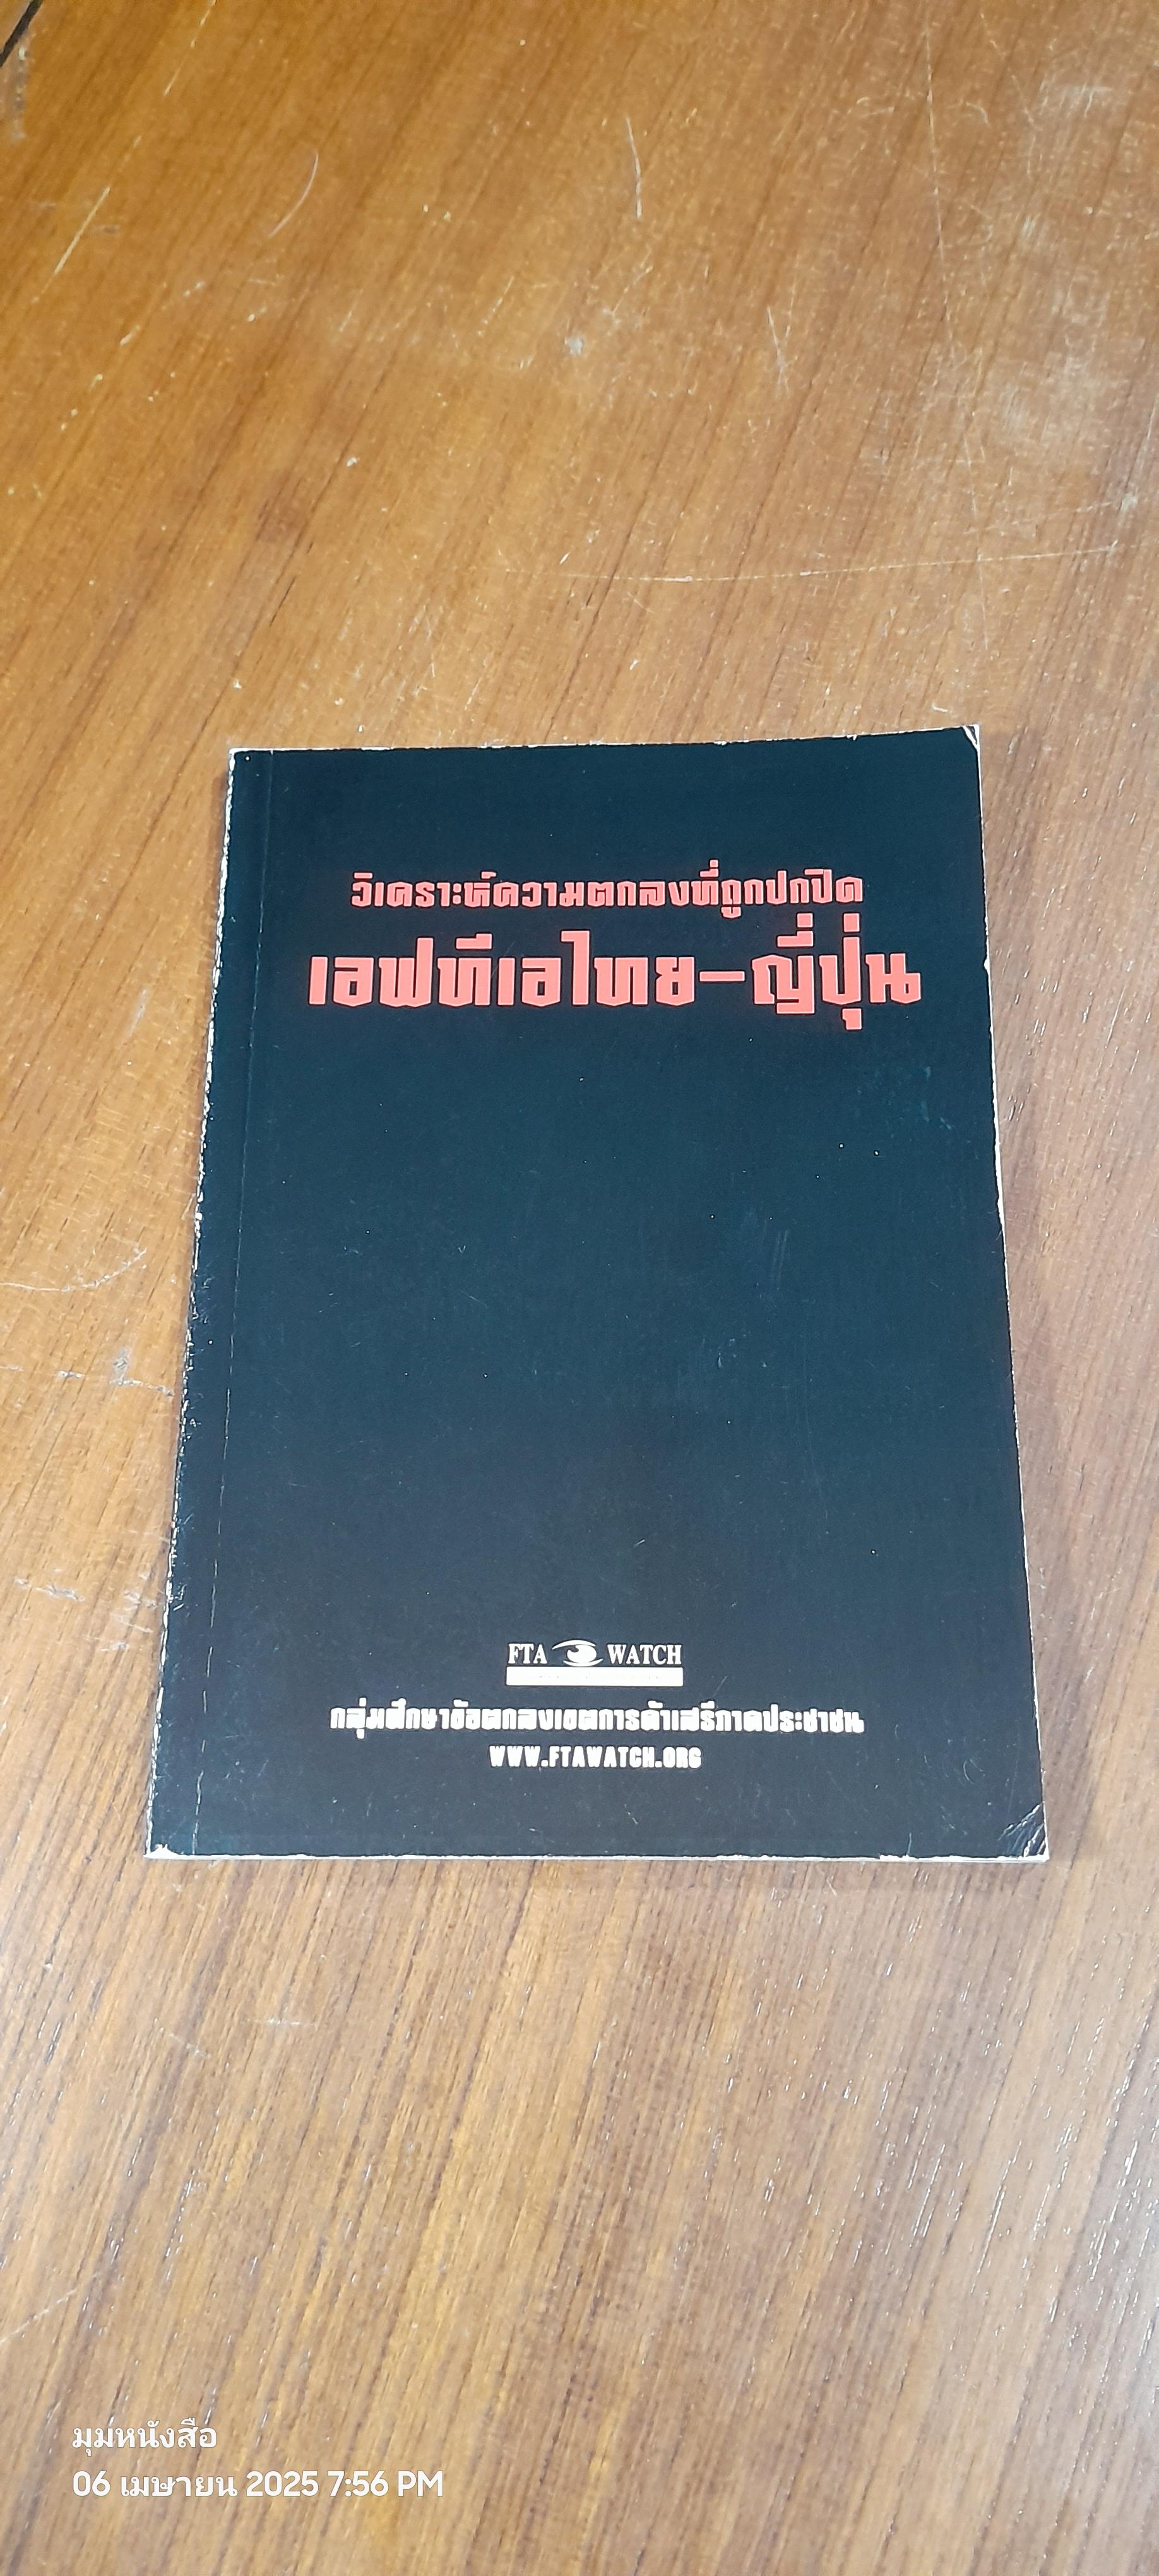 วิเคราะห์ความตกลงที่ถูกปกปิด
เอฟทีเอไทย-ญี่ปุ่น
FTA WATCH
กลุ่มศึกษาข้อตกลงเขตการค้าเสรีภาคประชาชน
WWW.FTAWATCH.ORG
มุมหนังสือ
06 เมษายน 2025 7:56 PM